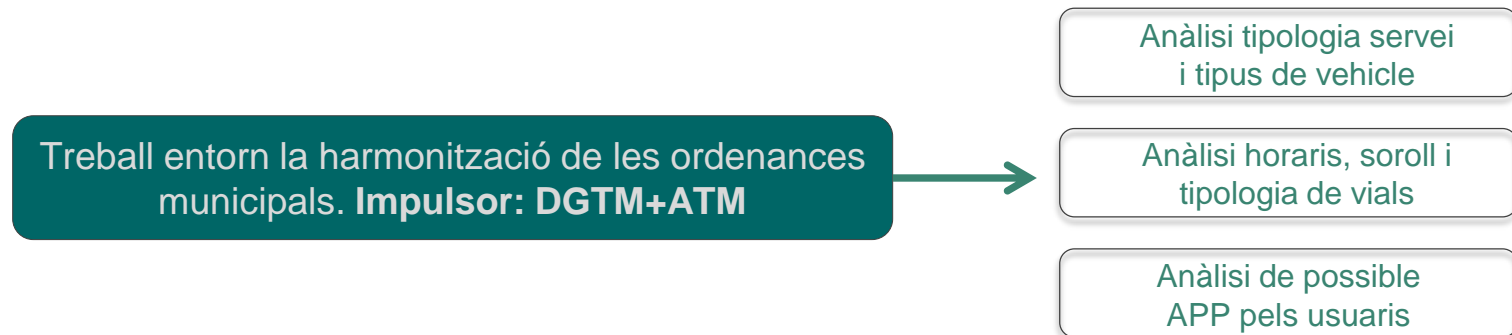 Treball entorn la harmonització de les ordenances
municipals. Impulsor: DGTM+ATM
Anàlisi tipologia servei
i tipus de vehicle
Anàlisi horaris, soroll i
tipologia de vials
Anàlisi de possible
APP pels usuaris